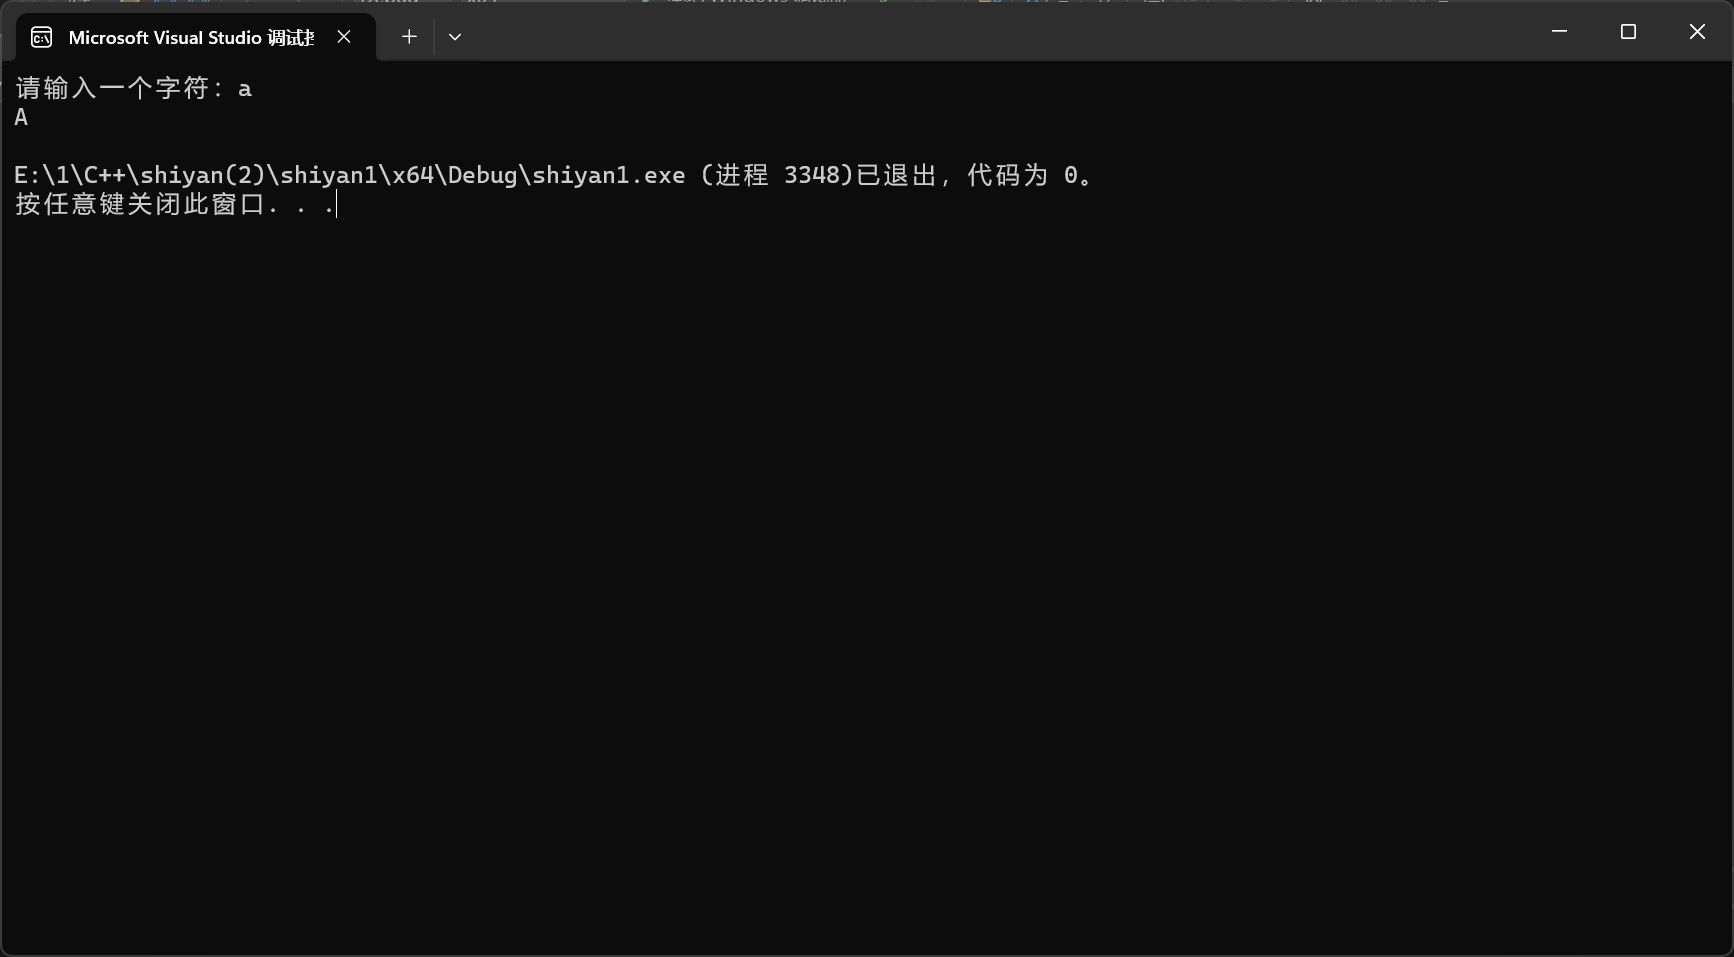 Microsoft Visual Studio 调试
请输入一个字符：a
A
E:\1\C++\shiyan(2)\shiyan1\x64\Debug\shiyan1.exe (进程 3348)已退出，代码为 0。
按任意键关闭此窗口. . .